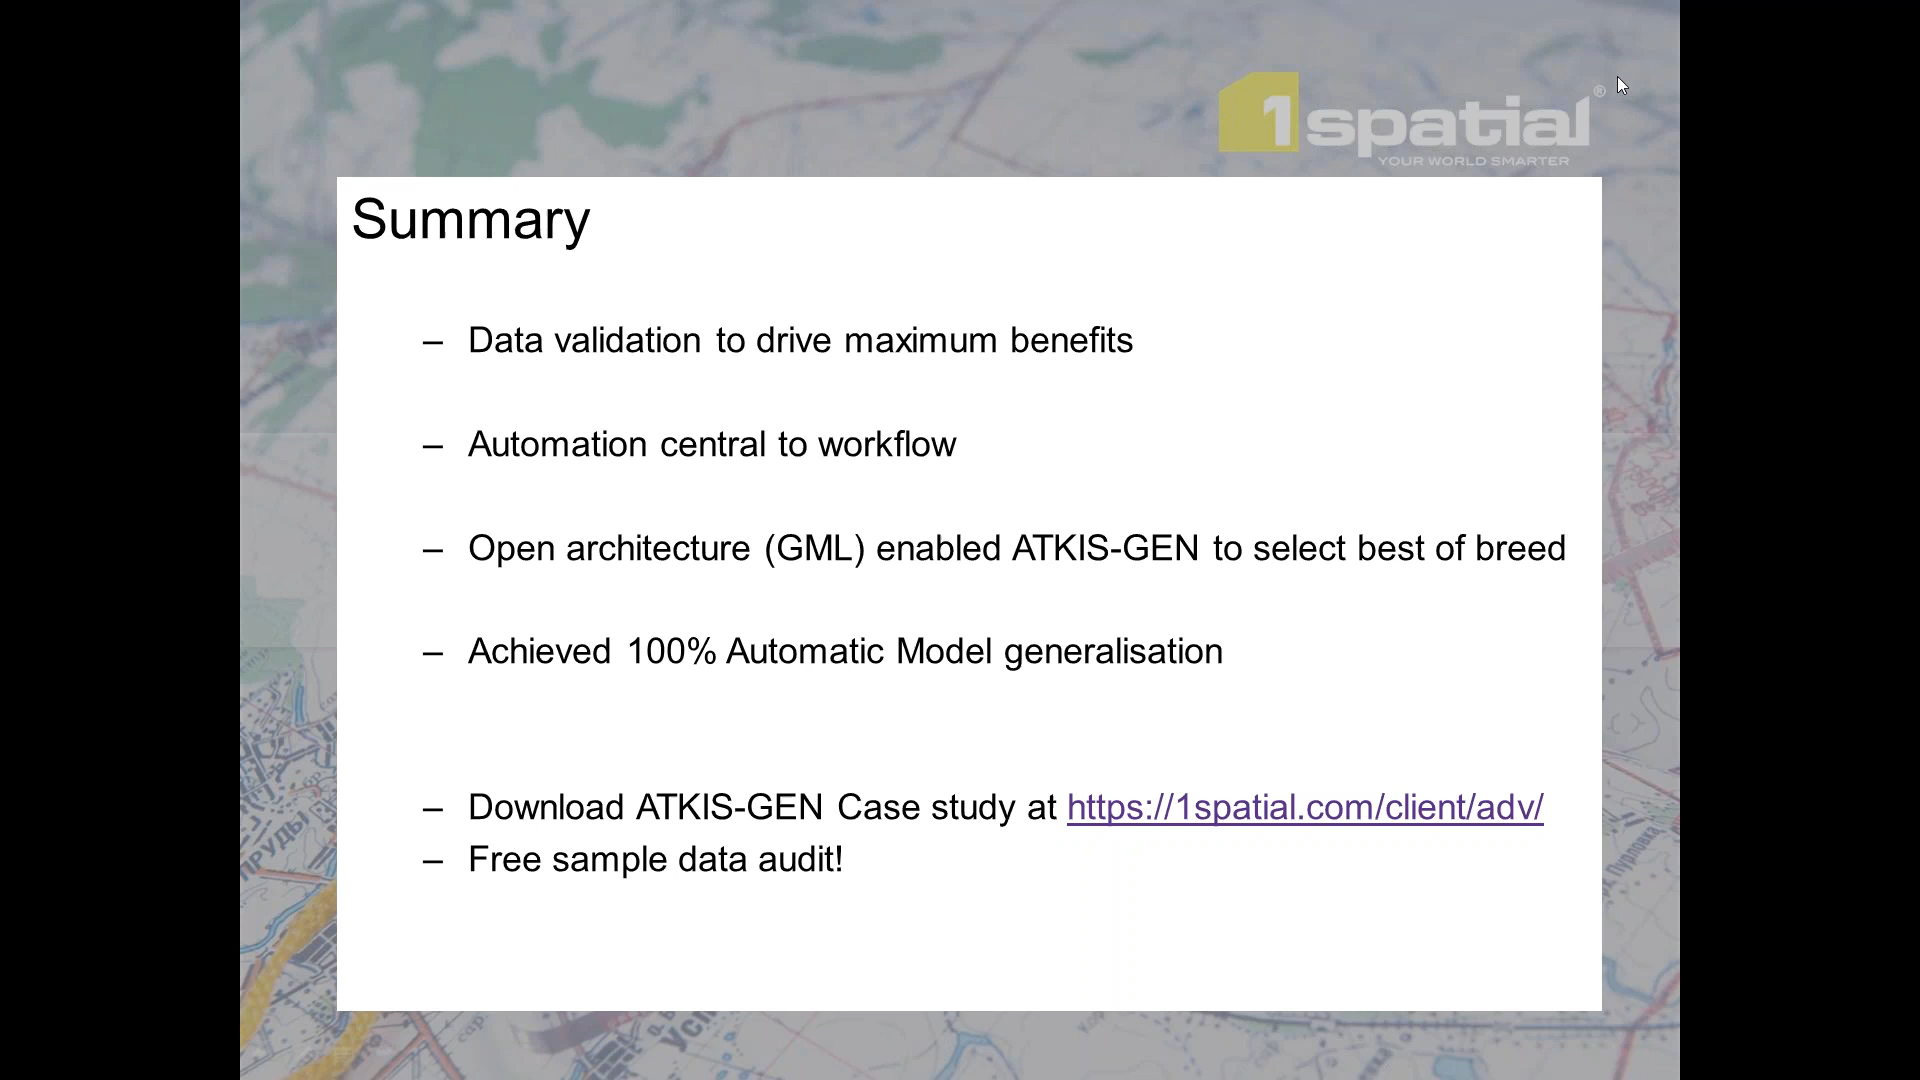 1spatial®
YOUR WORLD SMARTER
Summary
– Data validation to drive maximum benefits
– Automation central to workflow
– Open architecture (GML) enabled ATKIS-GEN to select best of breed
– Achieved 100% Automatic Model generalisation
– Download ATKIS-GEN Case study at https://1spatial.com/client/adv/
– Free sample data audit!
ПРУДЫ